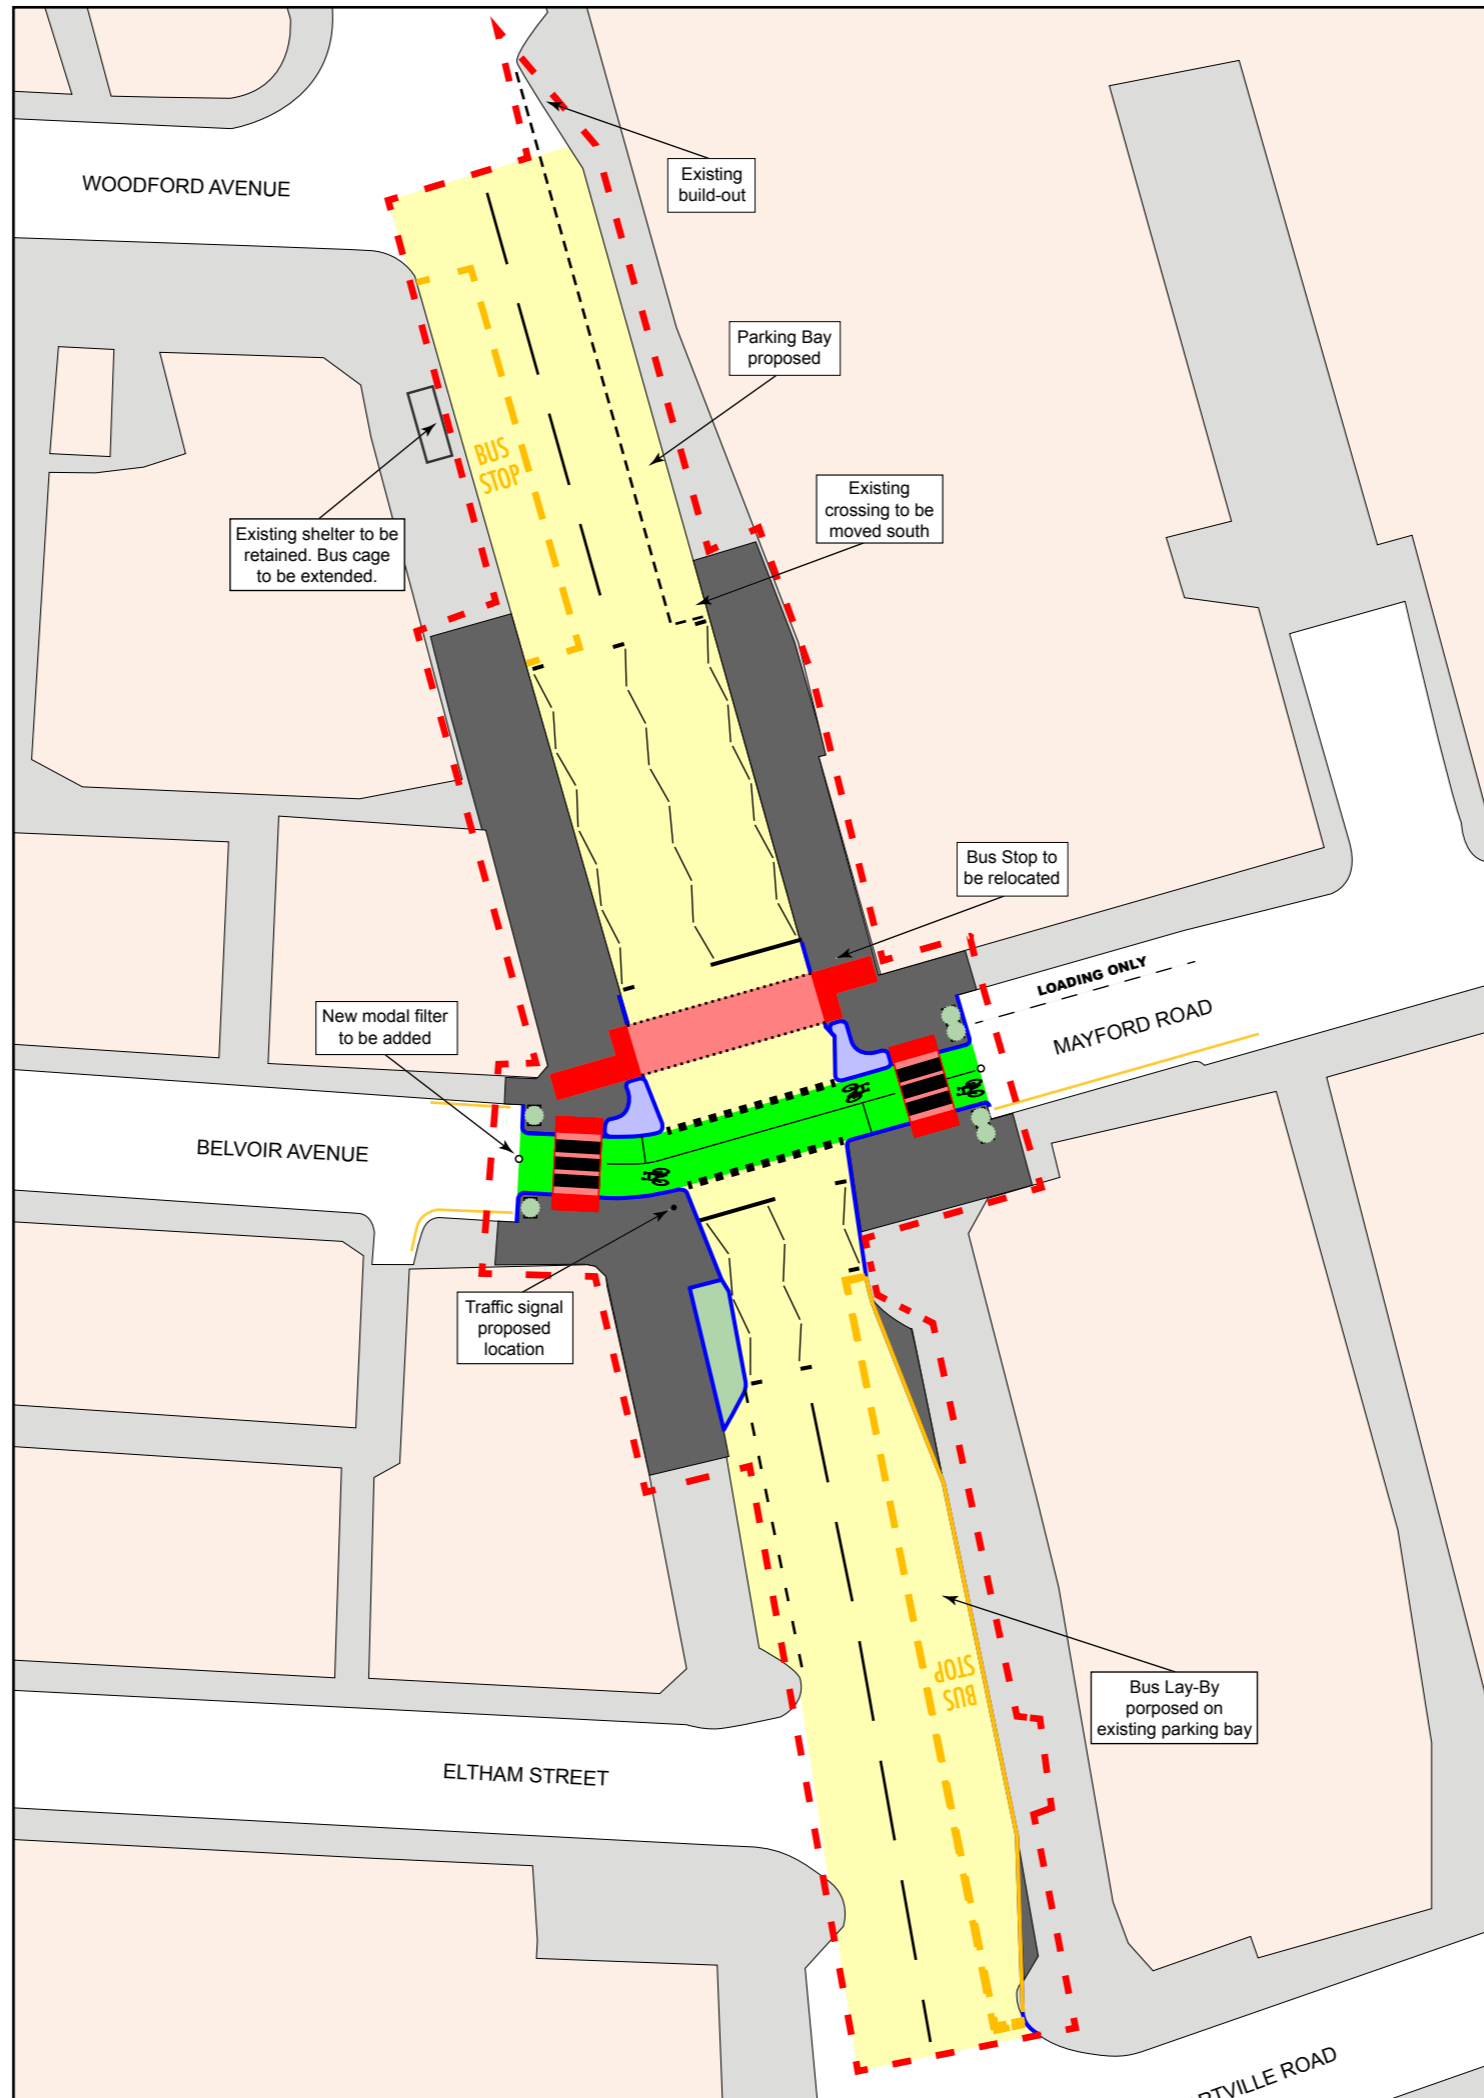 WOODFORD AVENUE
Existing
build-out
Parking Bay
proposed
BUS
STOP
Existing
crossing to be
moved south
Existing shelter to be
retained. Bus cage
to be extended.
Bus Stop to
be relocated
LOADING ONLY
MAYFORD ROAD
New modal filter
to be added
BELVOIR AVENUE
Traffic signal
proposed
location
BUS
STOP
Bus Lay-By
porposed on
existing parking bay
ELTHAM STREET
RTVILLE ROAD